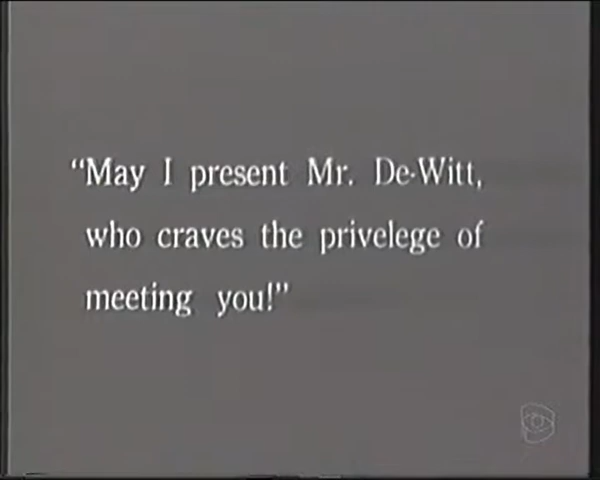 “May I present Mr. De-Witt,
who craves the privelege of
meeting you!”